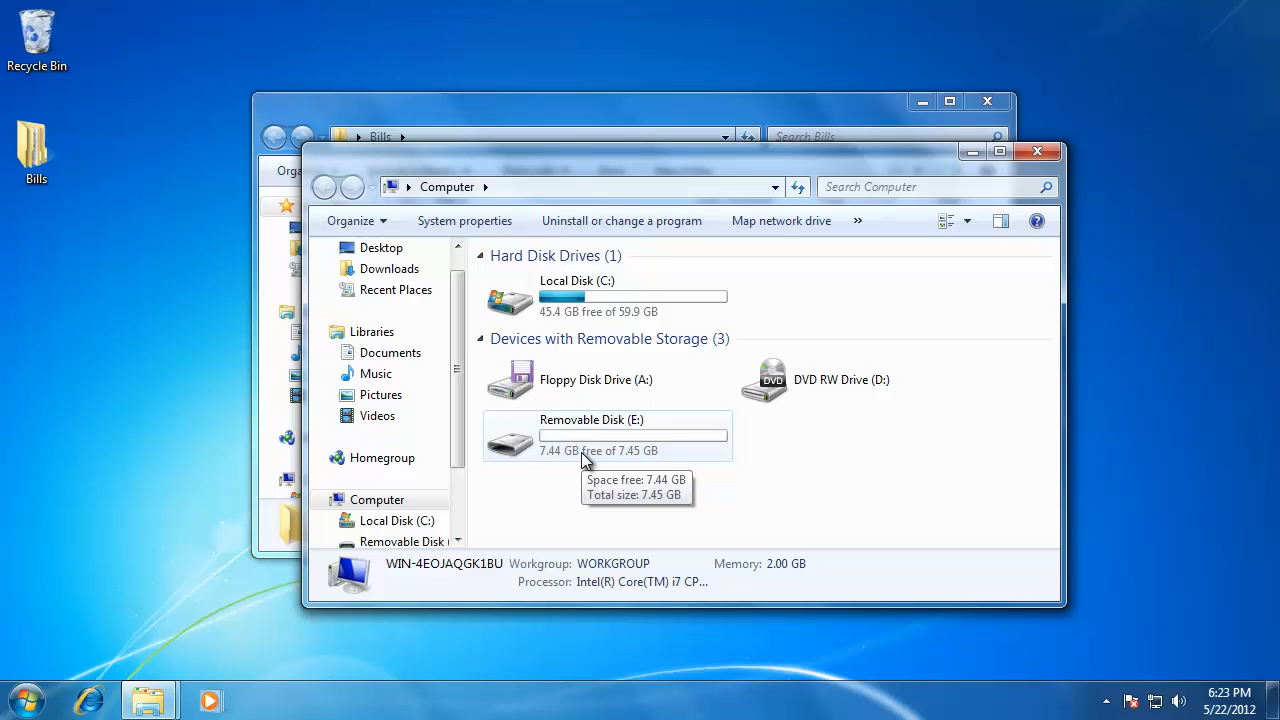 Recycle Bin
Bills
Bills
Search Bills
Orga
Computer
Search Computer
Organize
System properties
Uninstall or change a program
Map network drive
»
Desktop
Downloads
Recent Places
Libraries
Documents
Music
Pictures
Videos
Homegroup
Computer
Local Disk (C:)
Removable Disk (
Hard Disk Drives (1)
Local Disk (C:)
45.4 GB free of 59.9 GB
Devices with Removable Storage (3)
Floppy Disk Drive (A:)
DVD
DVD RW Drive (D:)
Removable Disk (E:)
7.44 GB free of 7.45 GB
Space free: 7.44 GB
Total size: 7.45 GB
WIN-4EOJAQGK1BU Workgroup: WORKGROUP Memory: 2.00 GB
Processor: Intel(R) Core(TM) i7 CP...
6:23 PM
5/22/2012